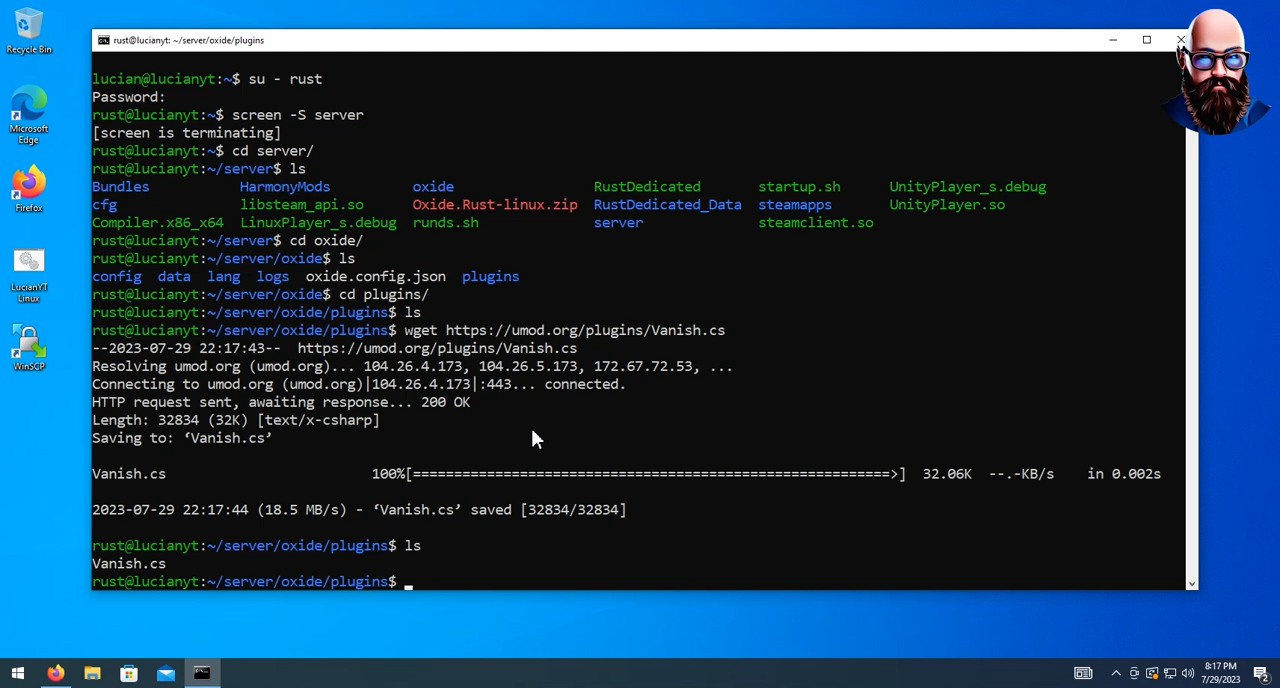 Recycle Bin
Microsoft
Edge
Firefox
LucianYT
Linux
WinSCP
rust@lucianyt: ~/server/oxide/plugins
lucian@lucianyt:~$ su - rust
Password:
rust@lucianyt:~$ screen -S server
[screen is terminating]
rust@lucianyt:~$ cd server/
rust@lucianyt:~/server$ ls
Bundles HarmonyMods oxide RustDedicated startup.sh UnityPlayer_s.debug
cfg libsteam_api.so Oxide.Rust-linux.zip RustDedicated_Data steamapps UnityPlayer.so
Compiler.x86_x64 LinuxPlayer_s.debug runds.sh server steamclient.so
rust@lucianyt:~/server$ cd oxide/
rust@lucianyt:~/server/oxide$ ls
config data lang logs oxide.config.json plugins
rust@lucianyt:~/server/oxide$ cd plugins/
rust@lucianyt:~/server/oxide/plugins$ ls
rust@lucianyt:~/server/oxide/plugins$ wget https://umod.org/plugins/Vanish.cs
--2023-07-29 22:17:43-- https://umod.org/plugins/Vanish.cs
Resolving umod.org (umod.org)... 104.26.4.173, 104.26.5.173, 172.67.72.53, ...
Connecting to umod.org (umod.org)|104.26.4.173|:443... connected.
HTTP request sent, awaiting response... 200 OK
Length: 32834 (32K) [text/x-csharp]
Saving to: ‘Vanish.cs’
Vanish.cs 100%[==========================================================>] 32.06K --.-KB/s in 0.002s
2023-07-29 22:17:44 (18.5 MB/s) - ‘Vanish.cs’ saved [32834/32834]
rust@lucianyt:~/server/oxide/plugins$ ls
Vanish.cs
rust@lucianyt:~/server/oxide/plugins$
8:17 PM
7/29/2023
2